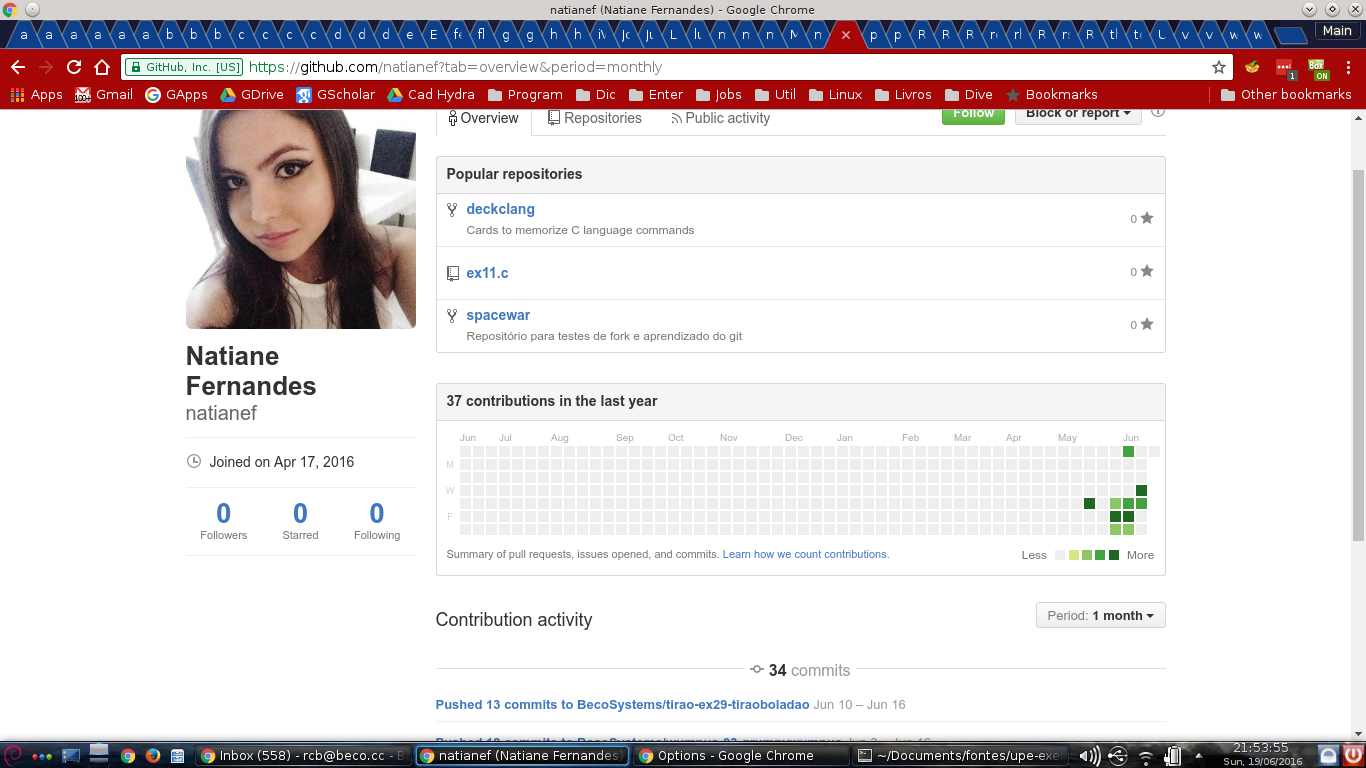 natianef (Natiane Fernandes) - Google Chrome
a a a a a a b b b c c c d d d e E g g h h L n n n M p p R R R R R U v v w w Main
GitHub, Inc. [US] https://github.com/natianef?tab=overview&period=monthly
1 ON
Apps Gmail GApps GDrive GScholar Cad Hydra Program Dic Enter Jobs Util Linux Livros Dive Bookmarks Other bookmarks
Overview Repositories Public activity Follow Block or report
Popular repositories
deckclang 0
Cards to memorize C language commands
ex11.c 0
spacewar 0
Repositório para testes de fork e aprendizado do git
Natiane
Fernandes
natianef
Joined on Apr 17, 2016
0 0 0
Followers Starred Following
37 contributions in the last year
Jun Jul Aug Sep Oct Nov Dec Jan Feb Mar Apr May Jun
M
W
F
Summary of pull requests, issues opened, and commits. Learn how we count contributions. Less More
Contribution activity Period: 1 month
34 commits
Pushed 13 commits to BecoSystems/tirao-ex29-tiraoboladao Jun 10 – Jun 16
Inbox (558) - rcb@beco.cc - natianef (Natiane Fernandes) Options - Google Chrome ~/Documents/fontes/upe-exe
21:53:55
Sun, 19/06/2016